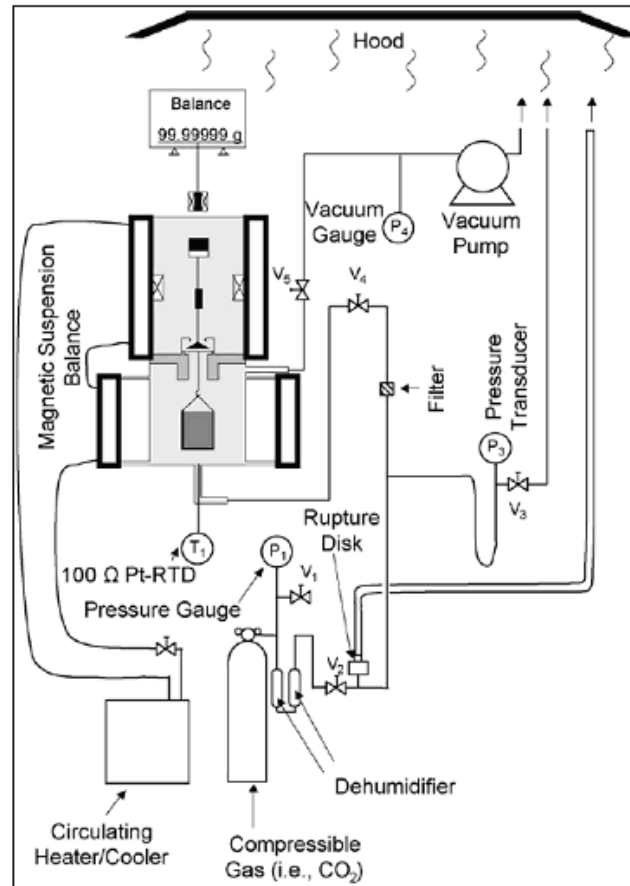 Hood
Balance
99.99999 g
Vacuum
Gauge
P4
Vacuum
Pump
V5
V4
Magnetic Suspension
Balance
Filter
Pressure
Transducer
P3
V3
Rupture
Disk
T1
100 Ω Pt-RTD
P1
V1
Pressure Gauge
V2
Dehumidifier
Circulating
Heater/Cooler
Compressible
Gas (i.e., CO2)